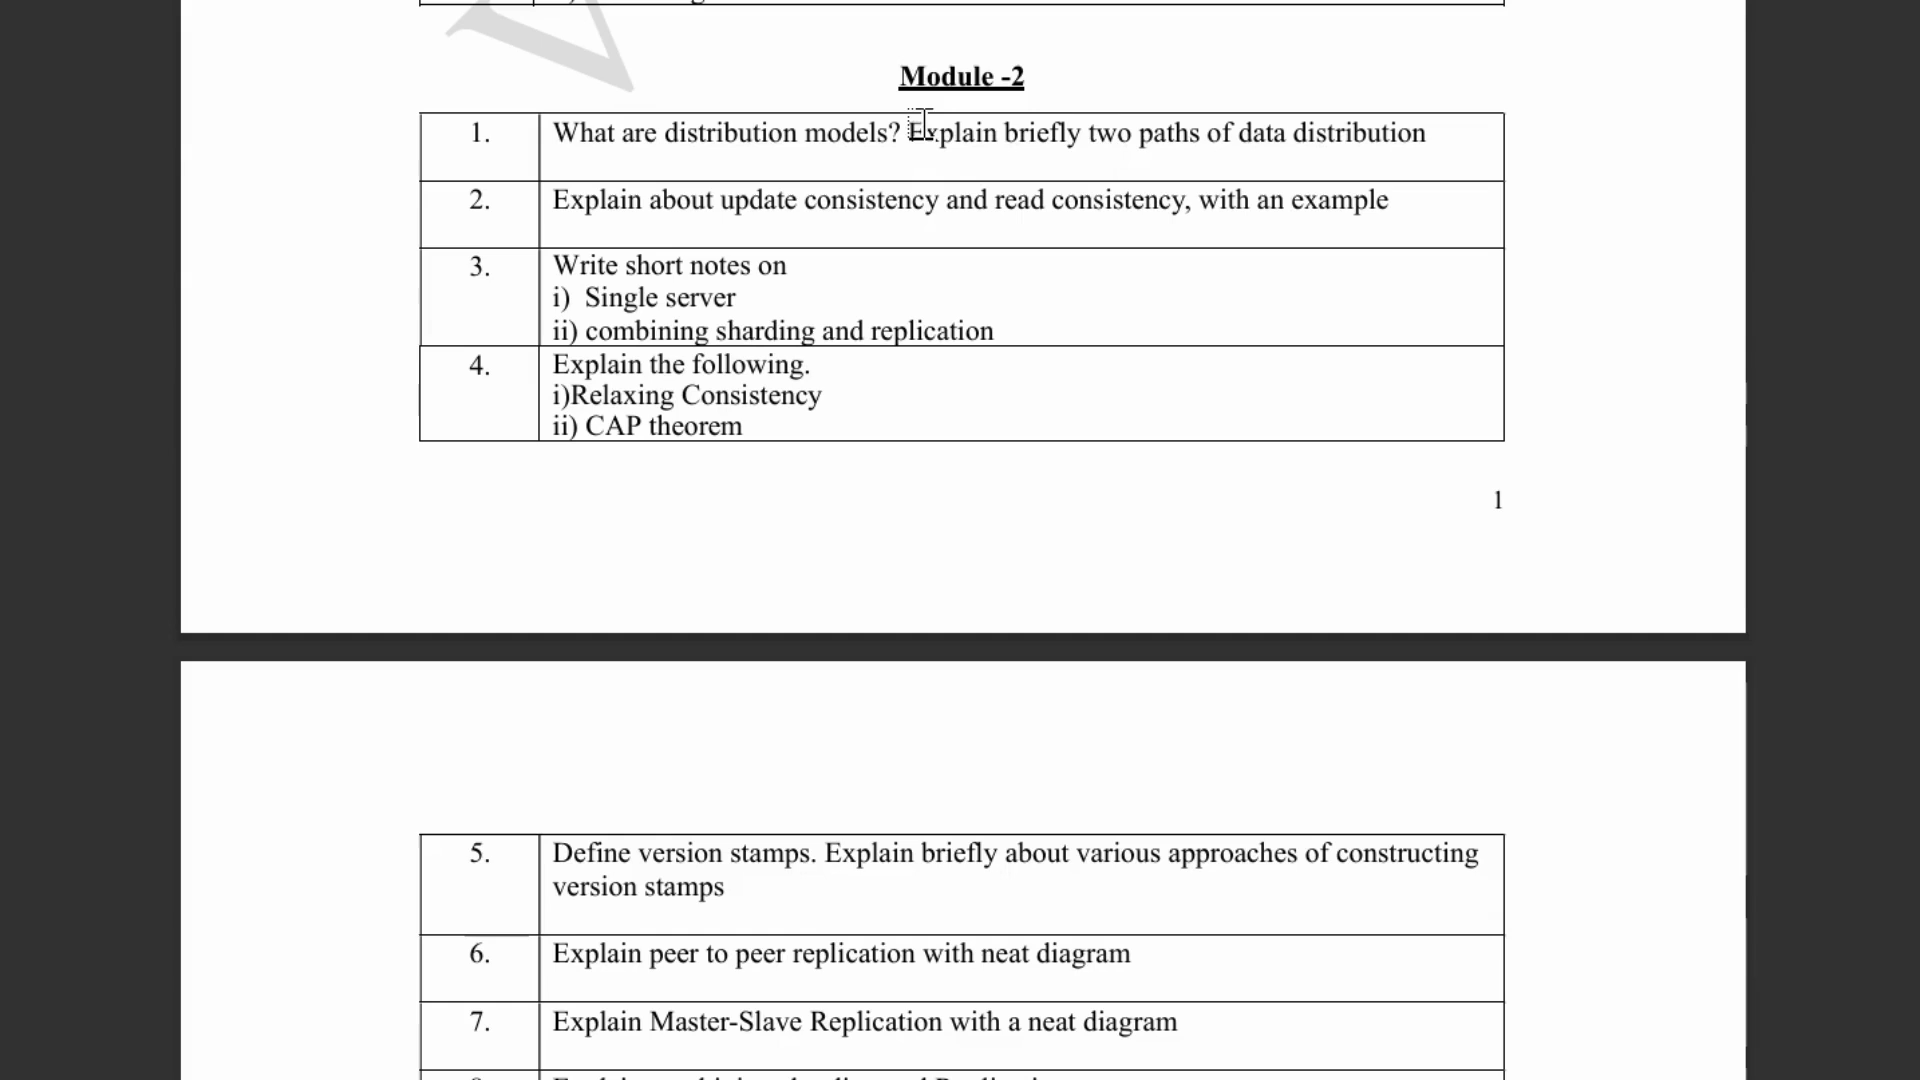 Module -2
1. What are distribution models? Explain briefly two paths of data distribution
2. Explain about update consistency and read consistency, with an example
3. Write short notes on
i) Single server
ii) combining sharding and replication
4. Explain the following.
i)Relaxing Consistency
ii) CAP theorem
1
5. Define version stamps. Explain briefly about various approaches of constructing
version stamps
6. Explain peer to peer replication with neat diagram
7. Explain Master-Slave Replication with a neat diagram